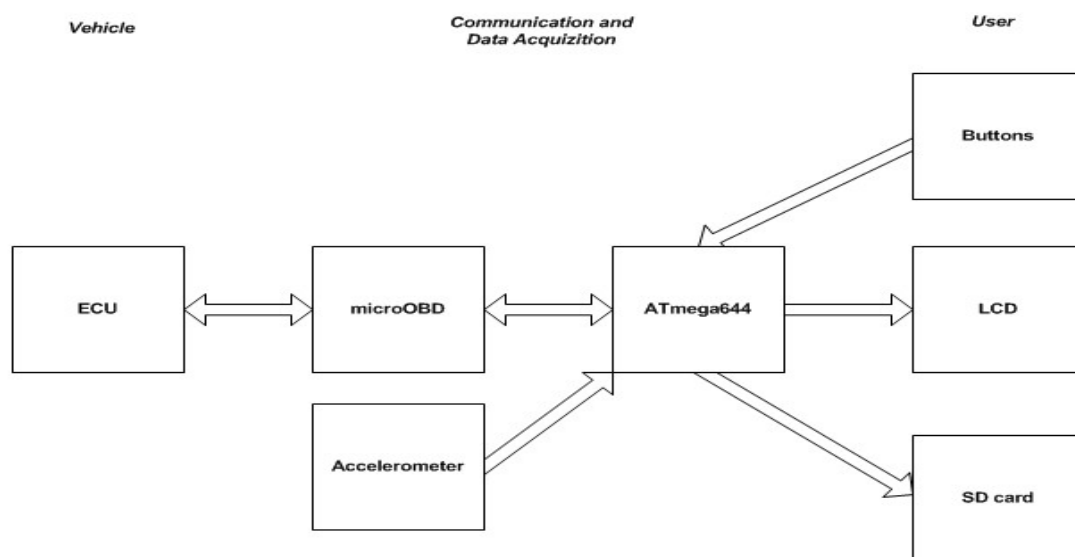 Vehicle
Communication and
Data Acquizition
User
Buttons
ECU
microOBD
ATmega644
LCD
Accelerometer
SD card